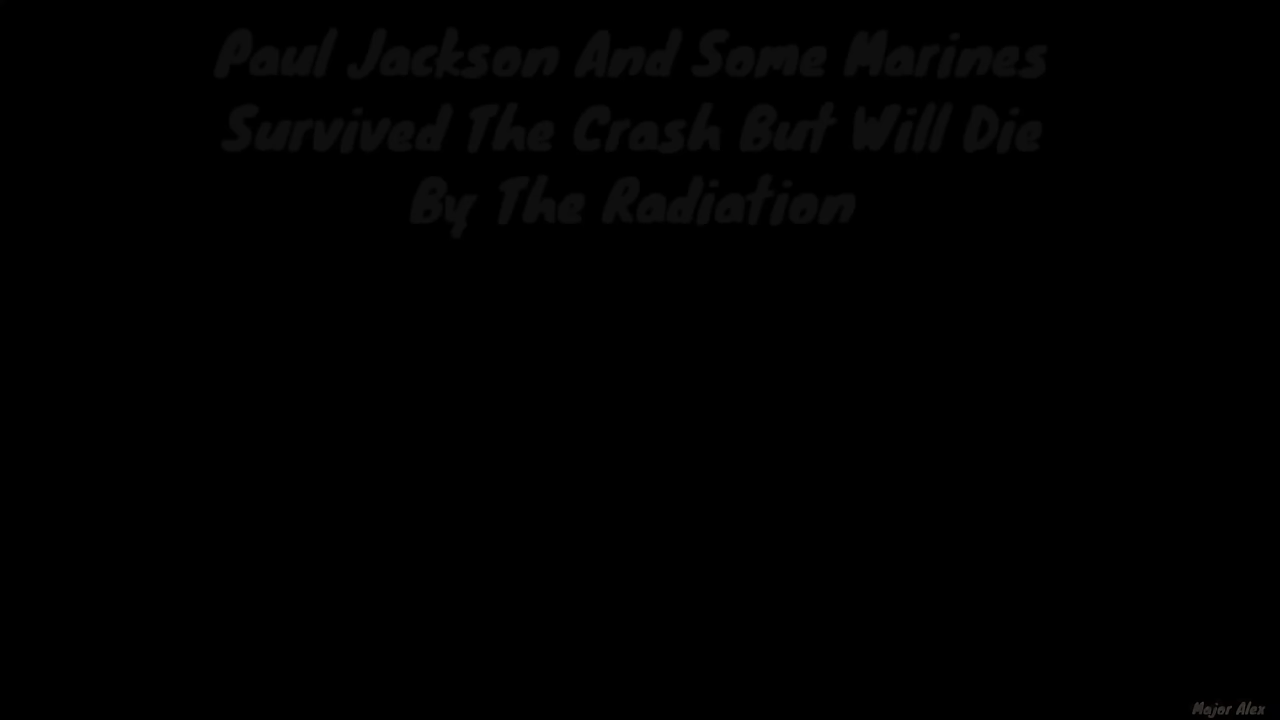 Paul Jackson And Some Marines
Survived The Crash But Will Die
By The Radiation
Major Alex